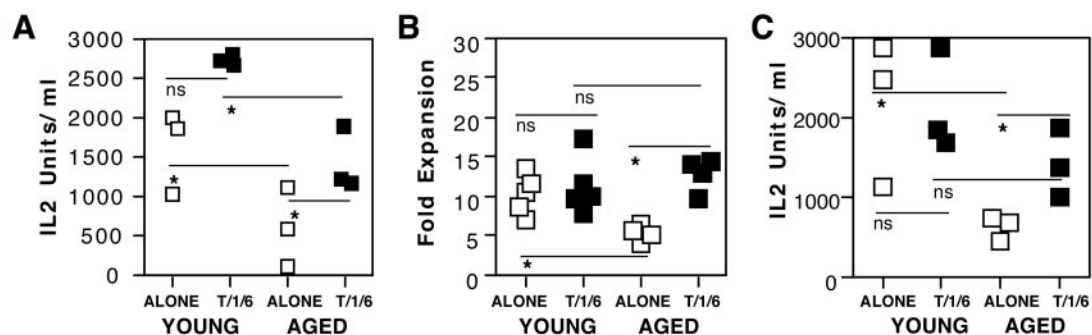 A
IL2 Units/ ml
3000
2500
2000
1500
1000
500
0
ns
*
*
*
ALONE T/1/6 ALONE T/1/6
YOUNG AGED
B
Fold Expansion
30
25
20
15
10
5
0
ns
ns
*
*
ALONE T/1/6 ALONE T/1/6
YOUNG AGED
C
IL2 Units/ ml
3000
2000
1000
0
*
*
ns
ns
ALONE T/1/6 ALONE T/1/6
YOUNG AGED